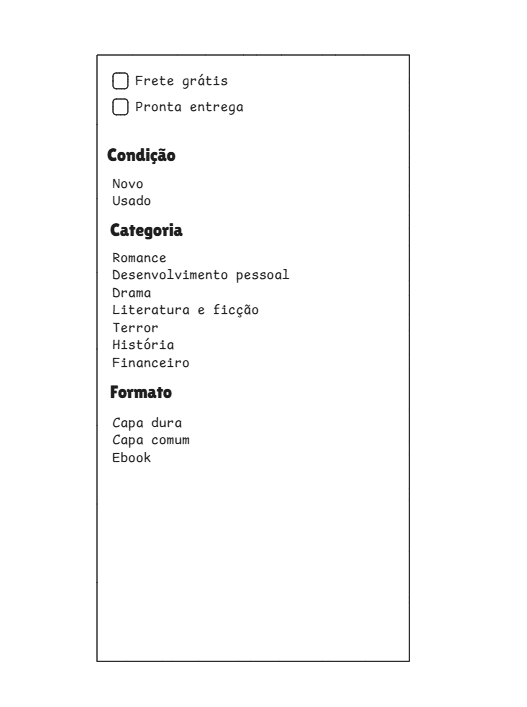 Frete grátis
Pronta entrega
Condição
Novo
Usado
Categoria
Romance
Desenvolvimento pessoal
Drama
Literatura e ficção
Terror
História
Financeiro
Formato
Capa dura
Capa comum
Ebook